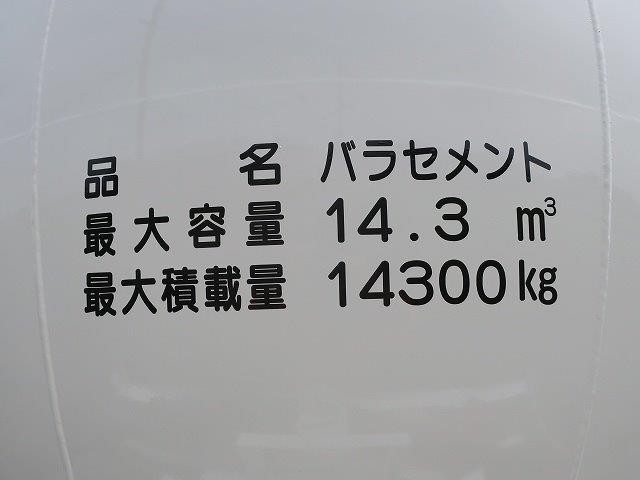 品名 バラセメント
最大容量 14.3 m³
最大積載量 14300kg